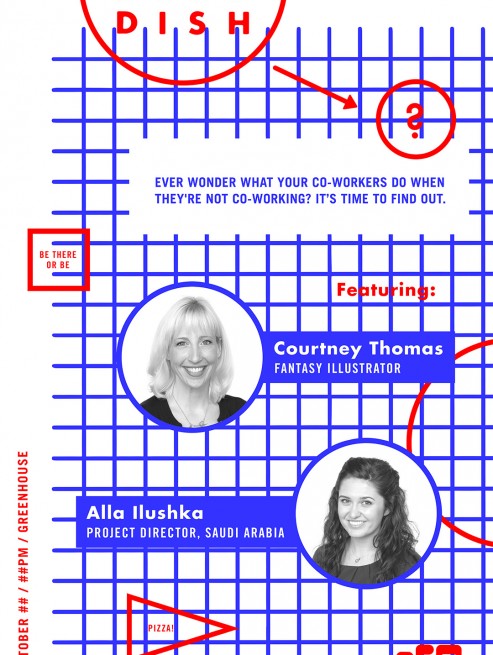 DISH
?
EVER WONDER WHAT YOUR CO-WORKERS DO WHEN
THEY'RE NOT CO-WORKING? IT'S TIME TO FIND OUT.
BE THERE
OR BE
Featuring:
Courtney Thomas
FANTASY ILLUSTRATOR
Alla Ilushka
PROJECT DIRECTOR, SAUDI ARABIA
TOBER ## / ##PM / GREENHOUSE
PIZZA!